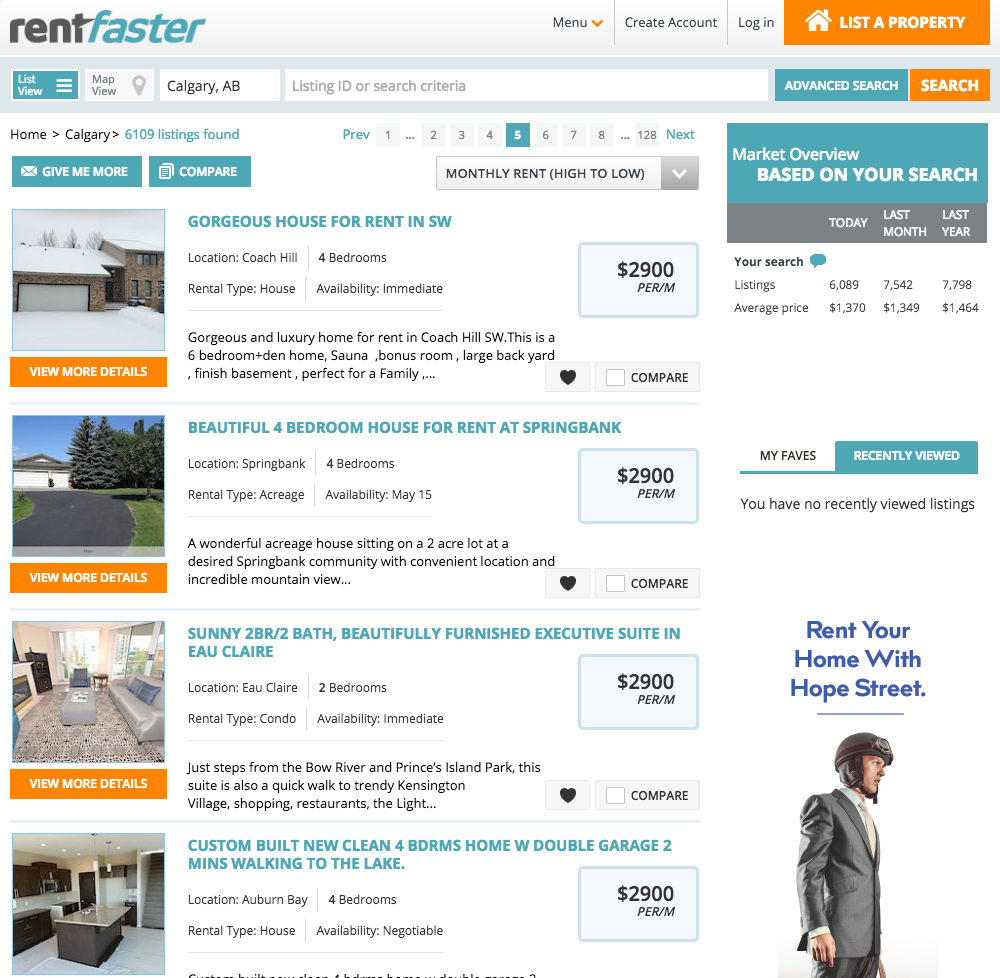 rentfaster
Menu
Create Account
Log in
LIST A PROPERTY
List
View
Map
View
Calgary, AB
Listing ID or search criteria
ADVANCED SEARCH
SEARCH
Home > Calgary> 6109 listings found
Prev 1 ... 2 3 4 5 6 7 8 ... 128 Next
GIVE ME MORE
COMPARE
MONTHLY RENT (HIGH TO LOW)
GORGEOUS HOUSE FOR RENT IN SW
Location: Coach Hill
4 Bedrooms
Rental Type: House
Availability: Immediate
$2900
PER/M
Gorgeous and luxury home for rent in Coach Hill SW.This is a
6 bedroom+den home, Sauna ,bonus room , large back yard
, finish basement , perfect for a Family ,...
VIEW MORE DETAILS
COMPARE
BEAUTIFUL 4 BEDROOM HOUSE FOR RENT AT SPRINGBANK
Location: Springbank
4 Bedrooms
Rental Type: Acreage
Availability: May 15
$2900
PER/M
A wonderful acreage house sitting on a 2 acre lot at a
desired Springbank community with convenient location and
incredible mountain view...
VIEW MORE DETAILS
COMPARE
SUNNY 2BR/2 BATH, BEAUTIFULLY FURNISHED EXECUTIVE SUITE IN
EAU CLAIRE
Location: Eau Claire
2 Bedrooms
Rental Type: Condo
Availability: Immediate
$2900
PER/M
Just steps from the Bow River and Prince's Island Park, this
suite is also a quick walk to trendy Kensington
Village, shopping, restaurants, the Light...
VIEW MORE DETAILS
COMPARE
CUSTOM BUILT NEW CLEAN 4 BDRMS HOME W DOUBLE GARAGE 2
MINS WALKING TO THE LAKE.
Location: Auburn Bay
4 Bedrooms
Rental Type: House
Availability: Negotiable
$2900
PER/M
Custom built new clean 4 bdrms home w double garage 2
Market Overview
BASED ON YOUR SEARCH
TODAY
LAST
MONTH
LAST
YEAR
Your search
Listings 6,089 7,542 7,798
Average price $1,370 $1,349 $1,464
MY FAVES
RECENTLY VIEWED
You have no recently viewed listings
Rent Your
Home With
Hope Street.